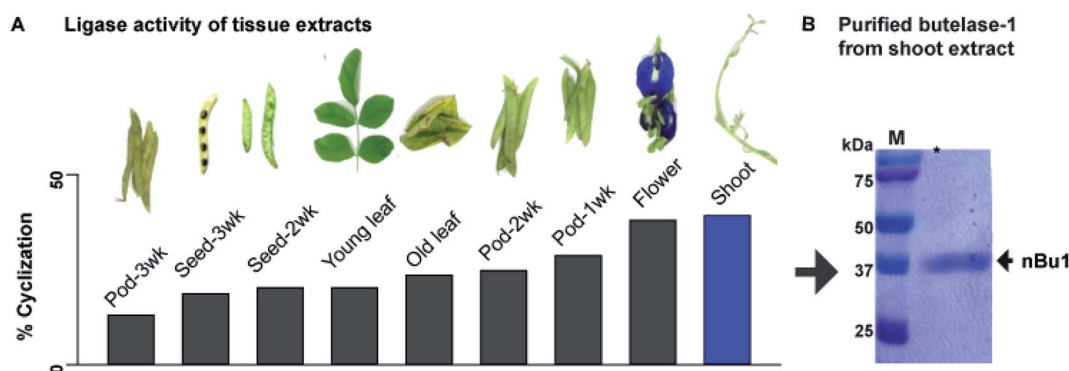 A Ligase activity of tissue extracts
B Purified butelase-1
from shoot extract
50
% Cyclization
0
Pod-3wk
Seed-3wk
Seed-2wk
Young leaf
Old leaf
Pod-2wk
Pod-1wk
Flower
Shoot
kDa M *
75
50
37
25
nBu1